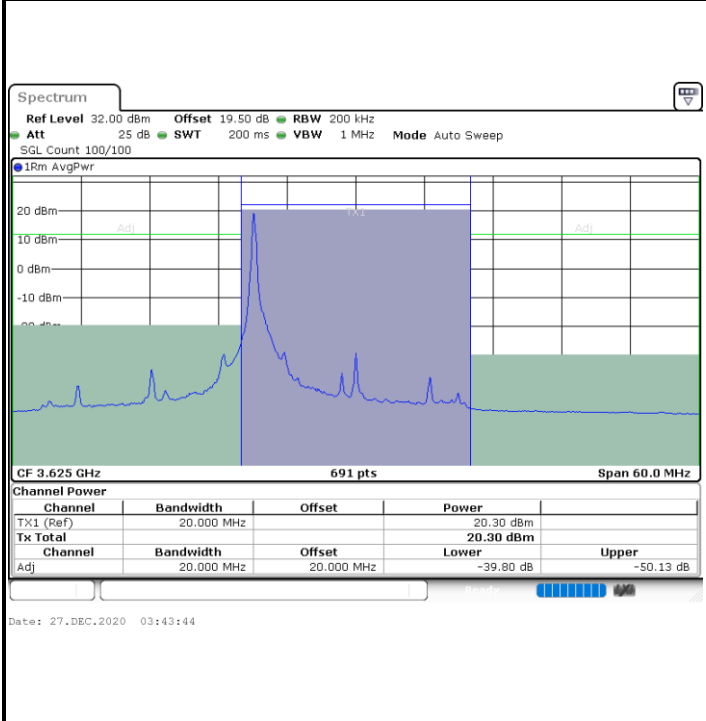 Spectrum
Ref Level 32.00 dBm Offset 19.50 dB RBW 200 kHz
Att 25 dB SWT 200 ms VBW 1 MHz Mode Auto Sweep
SGL Count 100/100
1Rm AvgPwr
20 dBm
TX1
Adj Adj
10 dBm
0 dBm
-10 dBm
CF 3.625 GHz 691 pts Span 60.0 MHz
Channel Power
Channel Bandwidth Offset Power
TX1 (Ref) 20.000 MHz 20.30 dBm
Tx Total 20.30 dBm
Channel Bandwidth Offset Lower Upper
Adj 20.000 MHz 20.000 MHz -39.80 dB -50.13 dB
Ready
Date: 27.DEC.2020 03:43:44